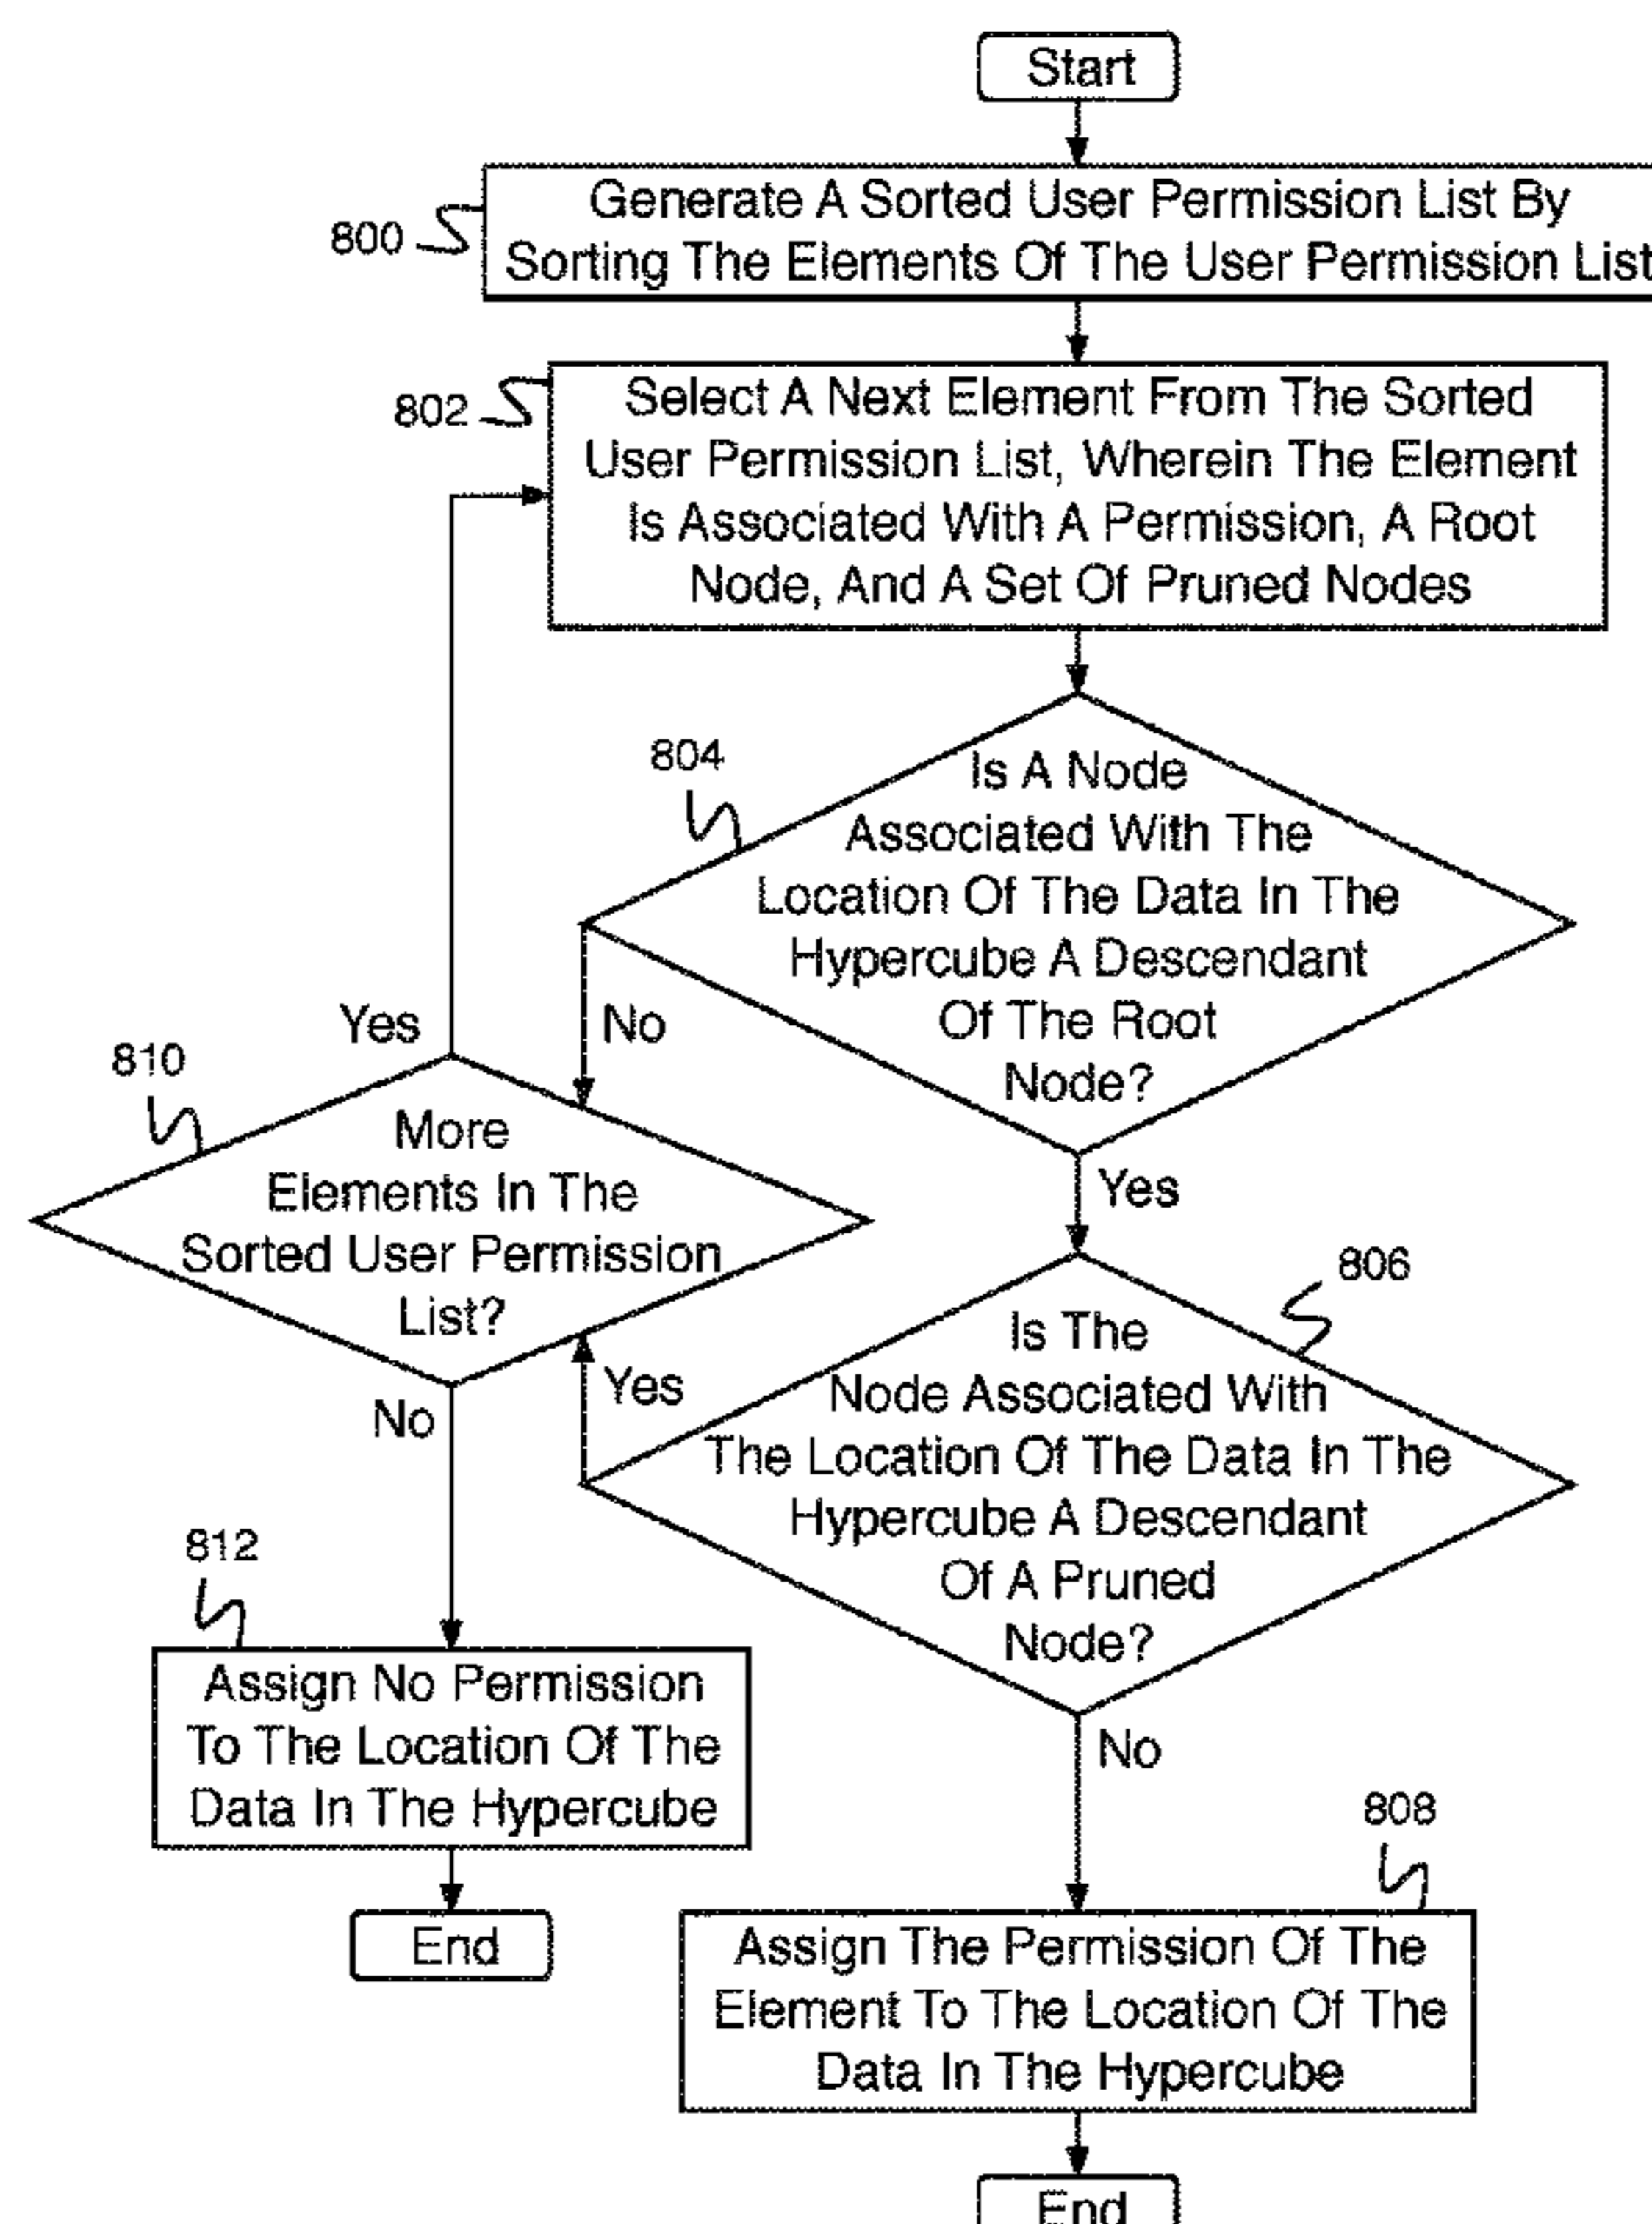 Start
800
Generate A Sorted User Permission List By
Sorting The Elements Of The User Permission List
802
Select A Next Element From The Sorted
User Permission List, Wherein The Element
Is Associated With A Permission, A Root
Node, And A Set Of Pruned Nodes
804
Is A Node
Associated With The
Location Of The Data In The
Hypercube A Descendant
Of The Root
Node?
Yes
No
810
More
Elements In The
Sorted User Permission
List?
Yes
806
Is The
Node Associated With
The Location Of The Data In The
Hypercube A Descendant
Of A Pruned
Node?
Yes
No
No
812
Assign No Permission
To The Location Of The
Data In The Hypercube
End
808
Assign The Permission Of The
Element To The Location Of The
Data In The Hypercube
End